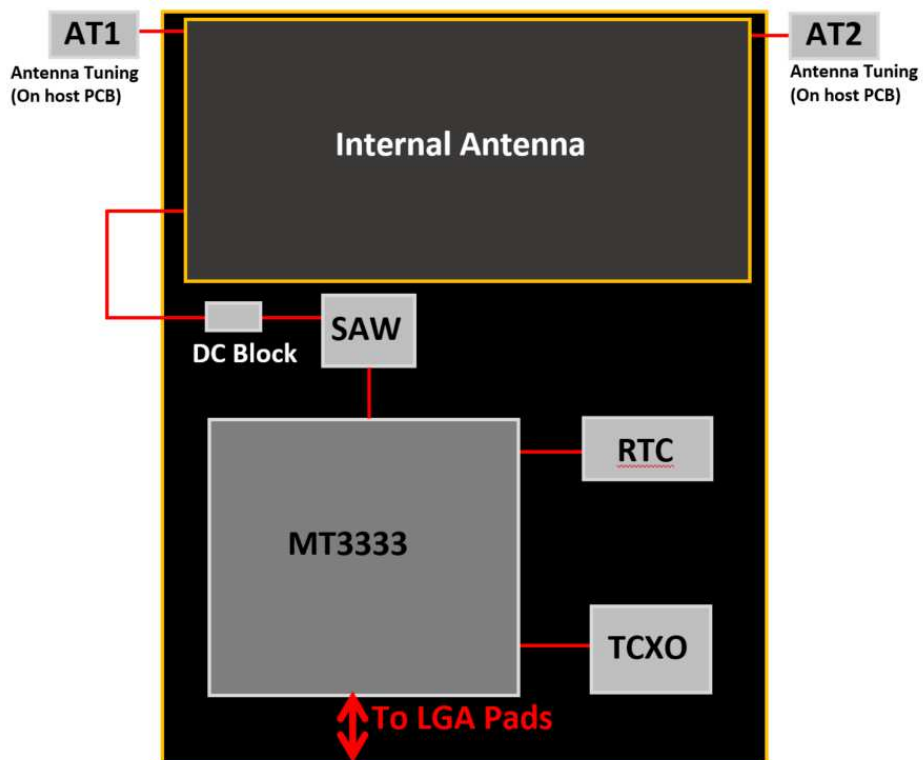 AT1
AT2
Antenna Tuning
(On host PCB)
Antenna Tuning
(On host PCB)
Internal Antenna
SAW
DC Block
RTC
MT3333
TCXO
To LGA Pads